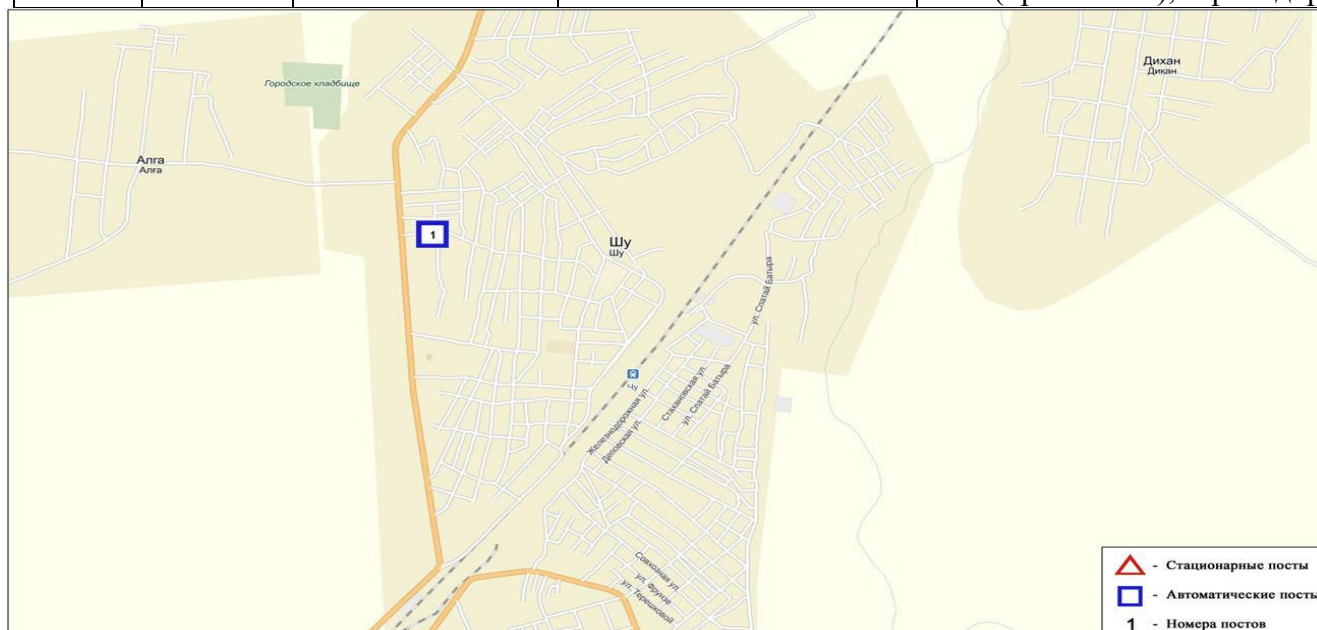 Дихан
Дикан
Городское кладбище
Алга
Алға
1
Шу
Шу
ул. Спатай Батыра
Стахановская ул.
ул. Спатай Батыра
Железнодорожная ул.
Деповская ул.
Совхозная ул.
ул. Фрунзе
ул. Терешковой
- Стационарные посты
- Автоматические посты
1 - Номера постов